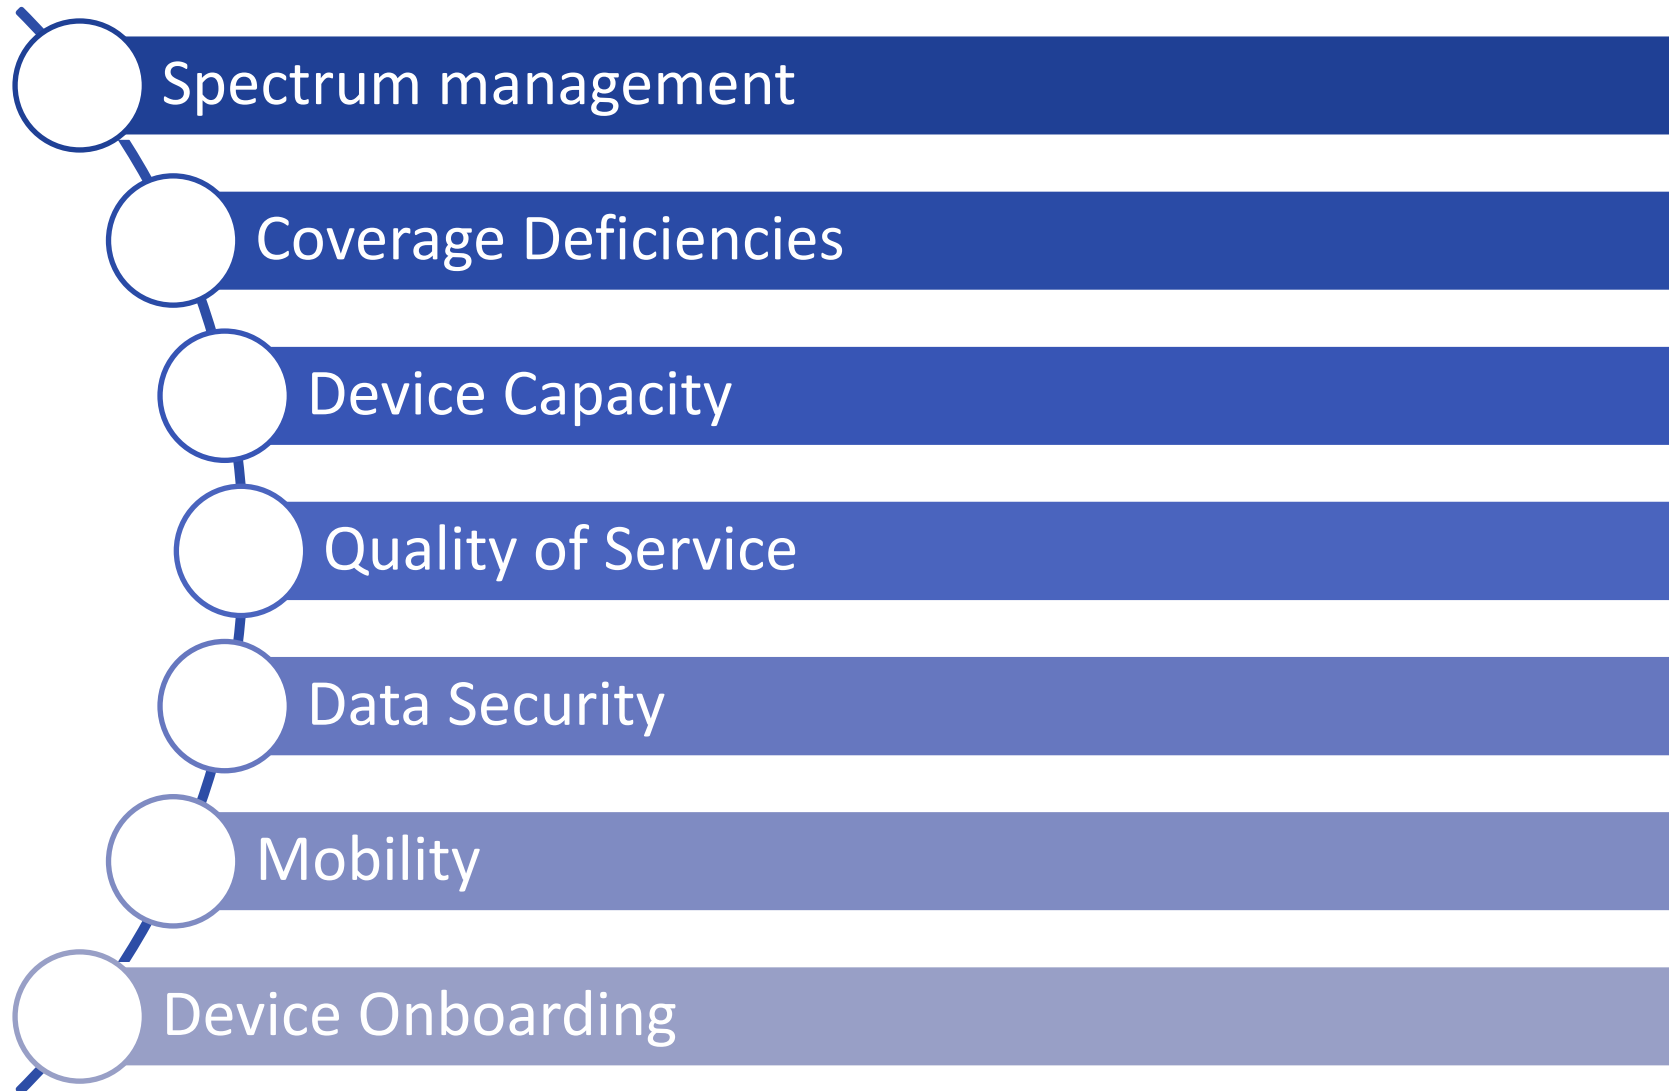 Spectrum management
Coverage Deficiencies
Device Capacity
Quality of Service
Data Security
Mobility
Device Onboarding